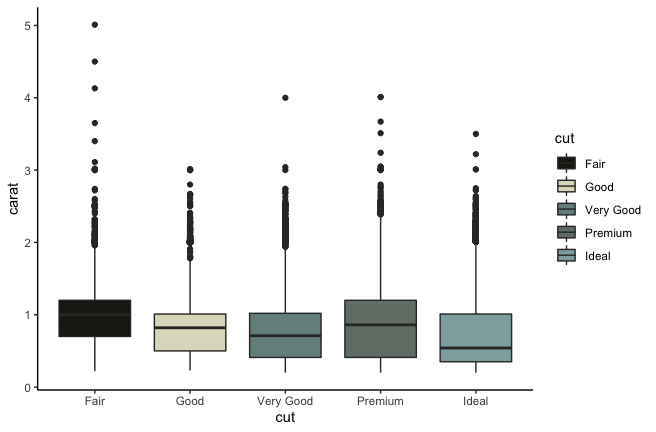 5
4
3
2
1
0
carat
Fair
Good
Very Good
Premium
Ideal
cut
cut
Fair
Good
Very Good
Premium
Ideal